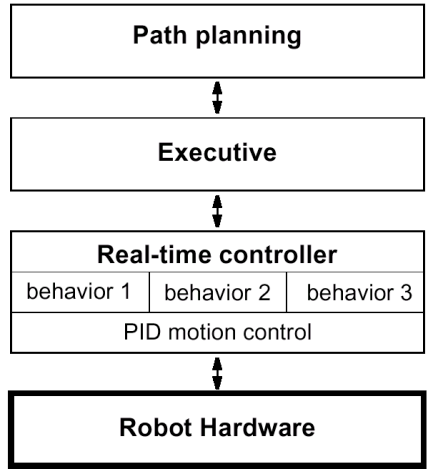 Path planning
Executive
Real-time controller
behavior 1 behavior 2 behavior 3
PID motion control
Robot Hardware